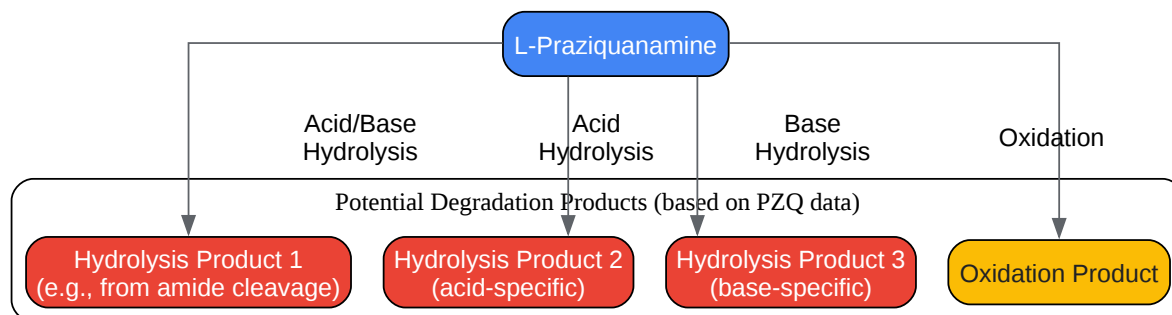 L-Praziquanamine
Acid/Base
Hydrolysis
Acid
Hydrolysis
Base
Hydrolysis
Oxidation
Potential Degradation Products (based on PZQ data)
Hydrolysis Product 1
(e.g., from amide cleavage)
Hydrolysis Product 2
(acid-specific)
Hydrolysis Product 3
(base-specific)
Oxidation Product